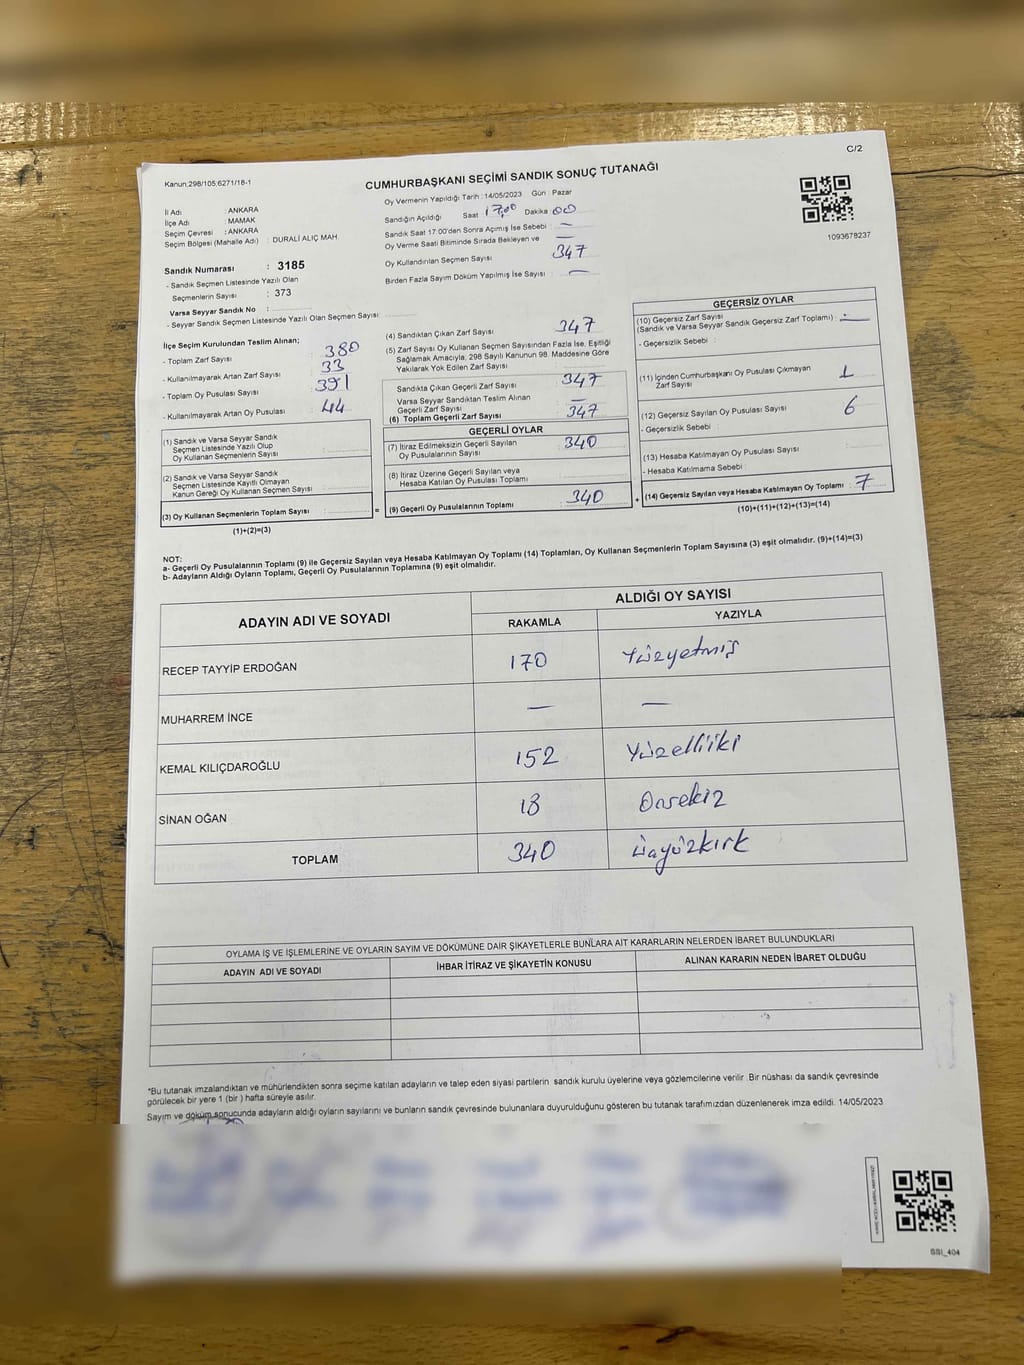 C/2
Kanun:298/105,6271/18-1
CUMHURBAŞKANI SEÇİMİ SANDIK SONUÇ TUTANAĞI
Oy Vermenin Yapıldığı Tarih : 14/05/2023 Gün : Pazar
İl Adı : ANKARA
İlçe Adı : MAMAK
Seçim Çevresi : ANKARA
Seçim Bölgesi (Mahalle Adı) : DURALİ ALIÇ MAH.
Sandığın Açıldığı Saat 17,00 Dakika 00
Sandık Saat 17.00'den Sonra Açımış İse Sebebi : —
Oy Verme Saati Bitiminde Sırada Bekleyen ve —
Oy Kullandırılan Seçmen Sayısı 347
Birden Fazla Sayım Döküm Yapılmış İse Sayısı : —
1093678237
Sandık Numarası : 3185
- Sandık Seçmen Listesinde Yazılı Olan
Seçmenlerin Sayısı : 373
Varsa Seyyar Sandık No :
- Seyyar Sandık Seçmen Listesinde Yazılı Olan Seçmen Sayısı:
İlçe Seçim Kurulundan Teslim Alınan;
- Toplam Zarf Sayısı 380
- Kullanılmayarak Artan Zarf Sayısı 33
- Toplam Oy Pusulası Sayısı 391
- Kullanılmayarak Artan Oy Pusulası 44
(1) Sandık ve Varsa Seyyar Sandık
Seçmen Listesinde Yazılı Olup
Oy Kullanan Seçmenlerin Sayısı :
(2) Sandık ve Varsa Seyyar Sandık
Seçmen Listesinde Kayıtlı Olmayan
Kanun Gereği Oy Kullanan Seçmen Sayısı :
(3) Oy Kullanan Seçmenlerin Toplam Sayısı :
(1)+(2)=(3)
=
(4) Sandıktan Çıkan Zarf Sayısı 347
(5) Zarf Sayısı Oy Kullanan Seçmen Sayısından Fazla İse, Eşitliği
Sağlamak Amacıyla; 298 Sayılı Kanunun 98. Maddesine Göre
Yakılarak Yok Edilen Zarf Sayısı :
Sandıkta Çıkan Geçerli Zarf Sayısı 347
Varsa Seyyar Sandıktan Teslim Alınan
Geçerli Zarf Sayısı —
(6) Toplam Geçerli Zarf Sayısı 347
GEÇERLİ OYLAR
(7) İtiraz Edilmeksizin Geçerli Sayılan
Oy Pusulalarının Sayısı : 340
(8) İtiraz Üzerine Geçerli Sayılan veya
Hesaba Katılan Oy Pusulası Toplamı :
(9) Geçerli Oy Pusulalarının Toplamı 340
+
GEÇERSİZ OYLAR
(10) Geçersiz Zarf Sayısı
(Sandık ve Varsa Seyyar Sandık Geçersiz Zarf Toplamı) : —
- Geçersizlik Sebebi :
(11) İçinden Cumhurbaşkanı Oy Pusulası Çıkmayan
Zarf Sayısı 1
(12) Geçersiz Sayılan Oy Pusulası Sayısı 6
- Geçersizlik Sebebi :
(13) Hesaba Katılmayan Oy Pusulası Sayısı :
- Hesaba Katılmama Sebebi :
(14) Geçersiz Sayılan veya Hesaba Katılmayan Oy Toplamı : 7
(10)+(11)+(12)+(13)=(14)
NOT:
a- Geçerli Oy Pusulalarının Toplamı (9) ile Geçersiz Sayılan veya Hesaba Katılmayan Oy Toplamı (14) Toplamları, Oy Kullanan Seçmenlerin Toplam Sayısına (3) eşit olmalıdır. (9)+(14)=(3)
b- Adayların Aldığı Oyların Toplamı, Geçerli Oy Pusulalarının Toplamına (9) eşit olmalıdır.
ADAYIN ADI VE SOYADI ALDIĞI OY SAYISI
RAKAMLA YAZIYLA
RECEP TAYYİP ERDOĞAN 170 Yüzyetmiş
MUHARREM İNCE — —
KEMAL KILIÇDAROĞLU 152 Yüzelliiki
SİNAN OĞAN 18 Onsekiz
TOPLAM 340 üçyüzkırk
OYLAMA İŞ VE İŞLEMLERİNE VE OYLARIN SAYIM VE DÖKÜMÜNE DAİR ŞİKAYETLERLE BUNLARA AİT KARARLARIN NELERDEN İBARET BULUNDUKLARI
ADAYIN ADI VE SOYADI İHBAR İTİRAZ VE ŞİKAYETİN KONUSU ALINAN KARARIN NEDEN İBARET OLDUĞU
*Bu tutanak imzalandıktan ve mühürlendikten sonra seçime katılan adayların ve talep eden siyasi partilerin sandık kurulu üyelerine veya gözlemcilerine verilir. Bir nüshası da sandık çevresinde
görülecek bir yere 1 (bir) hafta süreyle asılır.
Sayım ve döküm sonucunda adayların aldığı oyların sayılarını ve bunların sandık çevresinde bulunanlara duyurulduğunu gösteren bu tutanak tarafımızdan düzenlenerek imza edildi. 14/05/2023
SSI_404